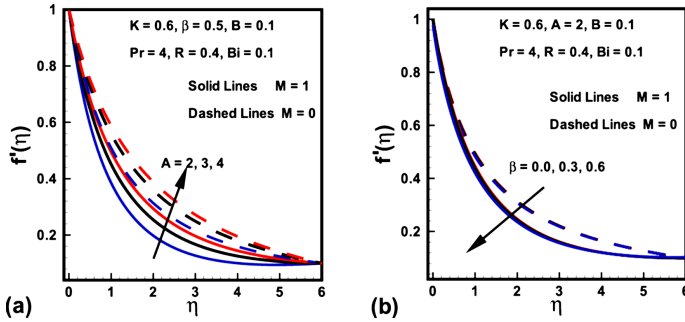 K = 0.6, β = 0.5, B = 0.1
Pr = 4, R = 0.4, Bi = 0.1
Solid Lines M = 1
Dashed Lines M = 0
A = 2, 3, 4
f'(η)
1
0.8
0.6
0.4
0.2
0 1 2 3 4 5 6
η
(a)
K = 0.6, A = 2, B = 0.1
Pr = 4, R = 0.4, Bi = 0.1
Solid Lines M = 1
Dashed Lines M = 0
β = 0.0, 0.3, 0.6
f'(η)
1
0.8
0.6
0.4
0.2
0 1 2 3 4 5 6
η
(b)